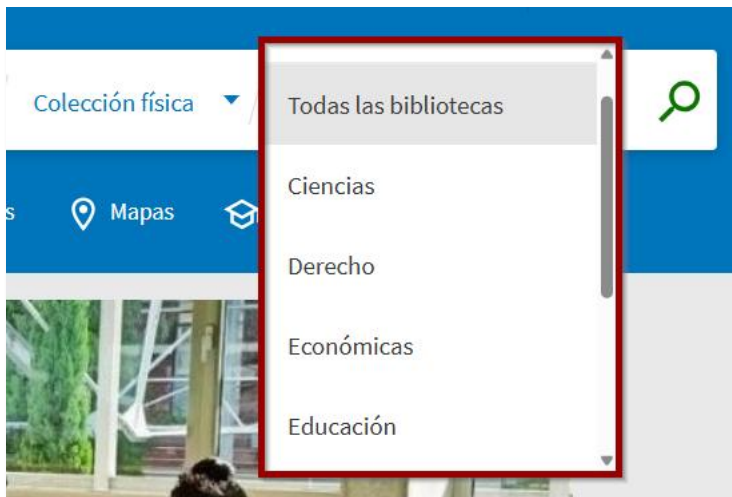 Colección física
Todas las bibliotecas
Ciencias
s
Mapas
Derecho
Económicas
Educación